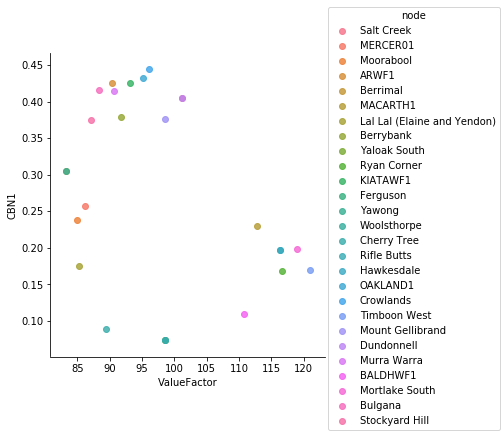 node
Salt Creek
MERCER01
Moorabool
ARWF1
Berrimal
MACARTH1
Lal Lal (Elaine and Yendon)
Berrybank
Yaloak South
Ryan Corner
KIATAWF1
Ferguson
Yawong
Woolsthorpe
Cherry Tree
Rifle Butts
Hawkesdale
OAKLAND1
Crowlands
Timboon West
Mount Gellibrand
Dundonnell
Murra Warra
BALDHWF1
Mortlake South
Bulgana
Stockyard Hill
0.45
0.40
0.35
0.30
0.25
0.20
0.15
0.10
CBN1
85 90 95 100 105 110 115 120
ValueFactor